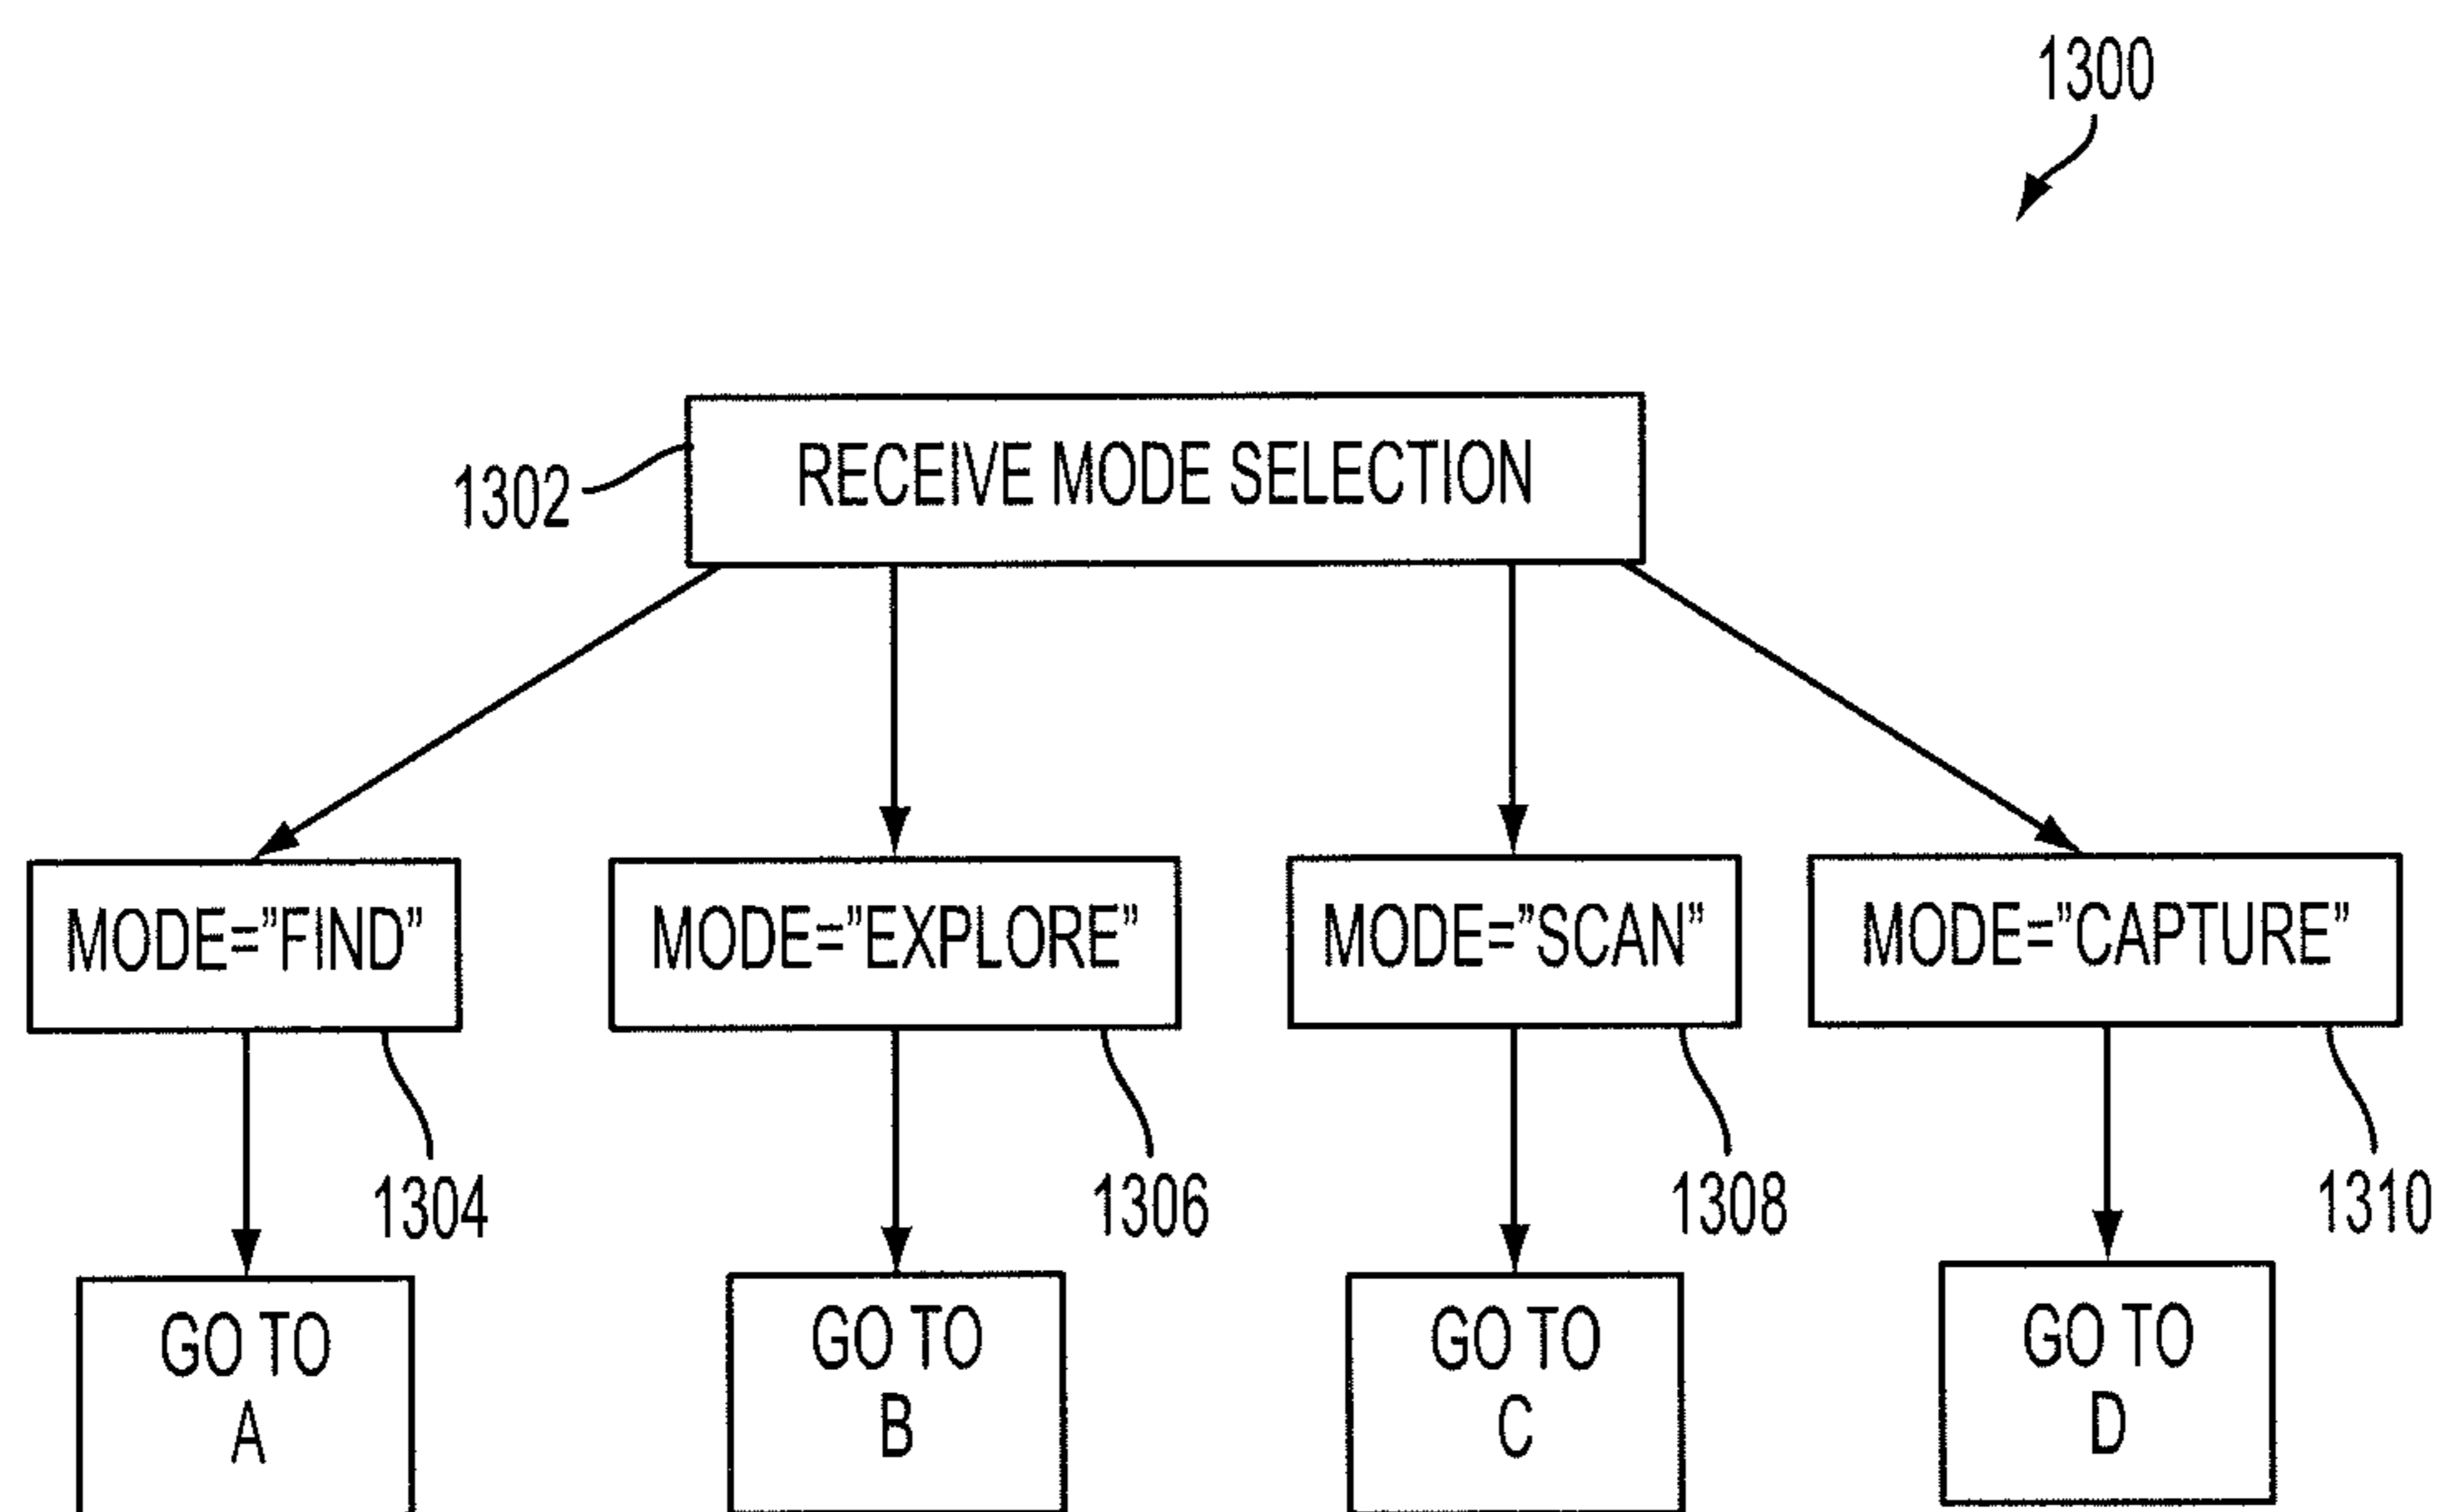 1300
RECEIVE MODE SELECTION
1302
MODE=”FIND”
MODE=”EXPLORE”
MODE=”SCAN”
MODE=”CAPTURE”
1304
1306
1308
1310
GO TO
A
GO TO
B
GO TO
C
GO TO
D